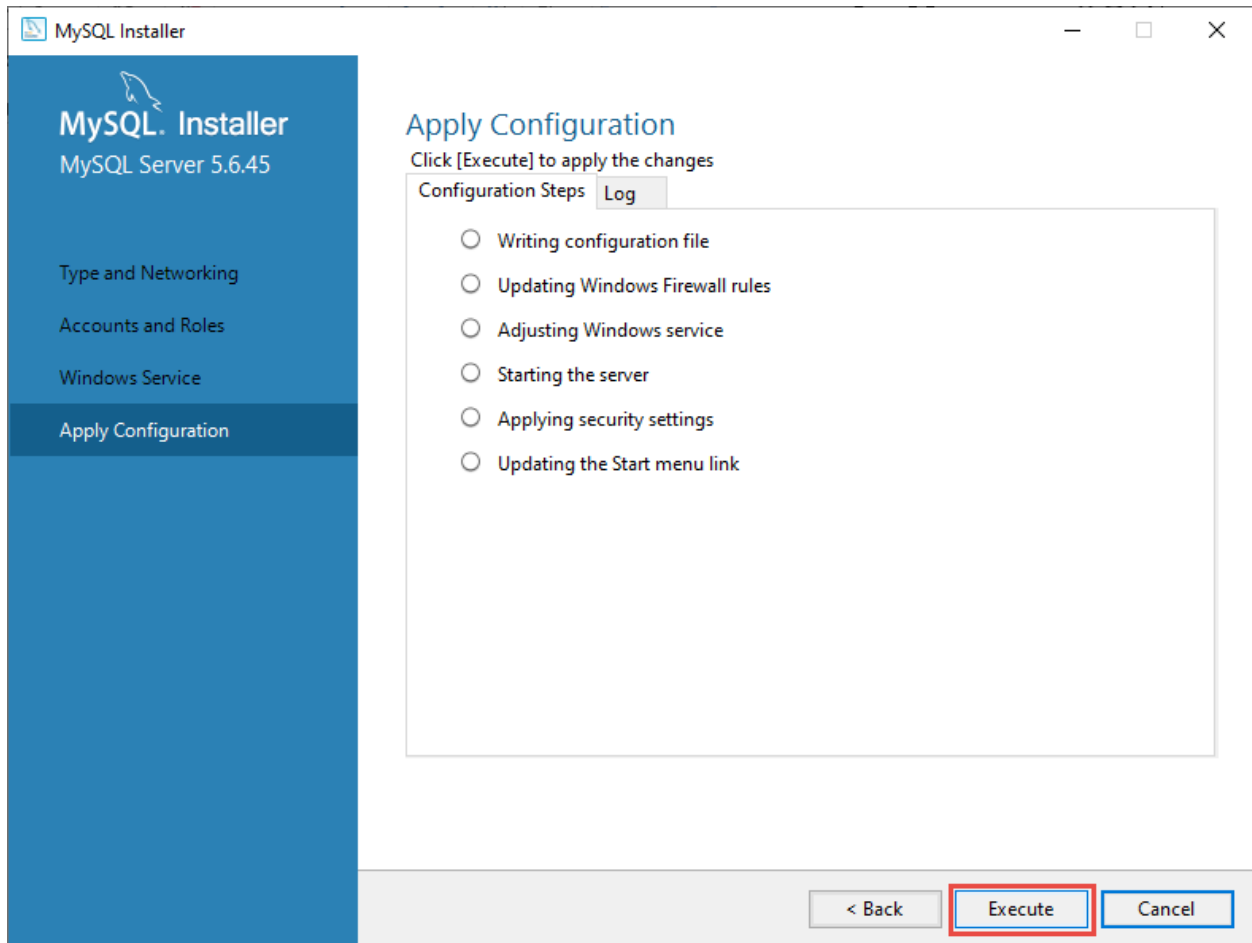 MySQL Installer
MySQL. Installer
MySQL Server 5.6.45
Type and Networking
Accounts and Roles
Windows Service
Apply Configuration
Apply Configuration
Click [Execute] to apply the changes
Configuration Steps Log
Writing configuration file
Updating Windows Firewall rules
Adjusting Windows service
Starting the server
Applying security settings
Updating the Start menu link
< Back Execute Cancel